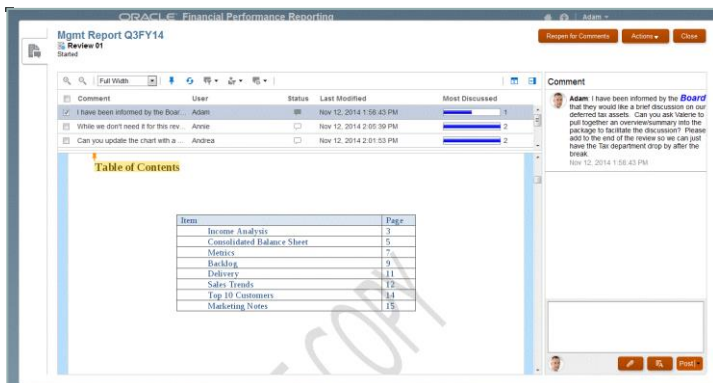 ORACLE Financial Performance Reporting
Adam
Mgmt Report Q3FY14
Review 01
Started
Reopen for Comments
Actions
Close
Full Width
Comment User Status Last Modified Most Discussed
I have been informed by the Boar... Adam Nov 12, 2014 1:56:43 PM 1
While we don't need it for this rev... Annie Nov 12, 2014 2:05:39 PM 2
Can you update the chart with a ... Andrea Nov 12, 2014 2:01:53 PM 2
Table of Contents
Item Page
Income Analysis 3
Consolidated Balance Sheet 5
Metrics 7
Backlog 9
Delivery 11
Sales Trends 12
Top 10 Customers 14
Marketing Notes 15
COPY
Comment
Adam: I have been informed by the Board
that they would like a brief discussion on our
deferred tax assets. Can you ask Valerie to
pull together an overview/summary into the
package to facilitate the discussion? Please
add to the end of the review so we can just
have the Tax department drop by after the
break.
Nov 12, 2014 1:56:43 PM
Post